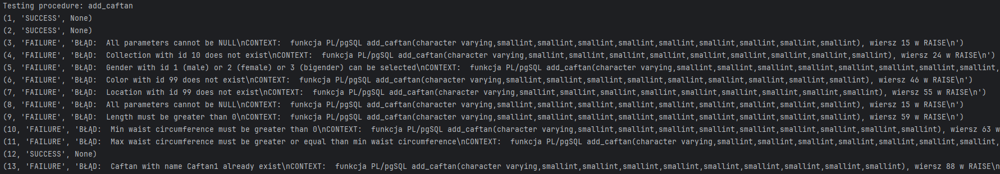 Testing procedure: add_caftan
(1, 'SUCCESS', None)
(2, 'SUCCESS', None)
(3, 'FAILURE', 'BŁĄD:  All parameters cannot be NULL\nCONTEXT:  funkcja PL/pgSQL add_caftan(character varying,smallint,smallint,smallint,smallint,smallint,smallint,smallint,smallint,smallint), wiersz 15 w RAISE\n')
(4, 'FAILURE', 'BŁĄD:  Collection with id 10 does not exist\nCONTEXT:  funkcja PL/pgSQL add_caftan(character varying,smallint,smallint,smallint,smallint,smallint,smallint,smallint,smallint,smallint), wiersz 24 w RAISE\n')
(5, 'FAILURE', 'BŁĄD:  Gender with id 1 (male) or 2 (female) or 3 (bigender) can be selected\nCONTEXT:  funkcja PL/pgSQL add_caftan(character varying,smallint,smallint,smallint,smallint,smallint,smallint,smallint,smallint,
(6, 'FAILURE', 'BŁĄD:  Color with id 99 does not exist\nCONTEXT:  funkcja PL/pgSQL add_caftan(character varying,smallint,smallint,smallint,smallint,smallint,smallint,smallint,smallint,smallint), wiersz 46 w RAISE\n')
(7, 'FAILURE', 'BŁĄD:  Location with id 99 does not exist\nCONTEXT:  funkcja PL/pgSQL add_caftan(character varying,smallint,smallint,smallint,smallint,smallint,smallint,smallint,smallint,smallint), wiersz 55 w RAISE\n')
(8, 'FAILURE', 'BŁĄD:  All parameters cannot be NULL\nCONTEXT:  funkcja PL/pgSQL add_caftan(character varying,smallint,smallint,smallint,smallint,smallint,smallint,smallint,smallint,smallint), wiersz 15 w RAISE\n')
(9, 'FAILURE', 'BŁĄD:  Length must be greater than 0\nCONTEXT:  funkcja PL/pgSQL add_caftan(character varying,smallint,smallint,smallint,smallint,smallint,smallint,smallint,smallint,smallint), wiersz 59 w RAISE\n')
(10, 'FAILURE', 'BŁĄD:  Min waist circumference must be greater than 0\nCONTEXT:  funkcja PL/pgSQL add_caftan(character varying,smallint,smallint,smallint,smallint,smallint,smallint,smallint,smallint,smallint), wiersz 63 w
(11, 'FAILURE', 'BŁĄD:  Max waist circumference must be greater or equal than min waist circumference\nCONTEXT:  funkcja PL/pgSQL add_caftan(character varying,smallint,smallint,smallint,smallint,smallint,smallint,smallint,
(12, 'SUCCESS', None)
(13, 'FAILURE', 'BŁĄD:  Caftan with name Caftan1 already exist\nCONTEXT:  funkcja PL/pgSQL add_caftan(character varying,smallint,smallint,smallint,smallint,smallint,smallint,smallint,smallint,smallint), wiersz 88 w RAISE\n